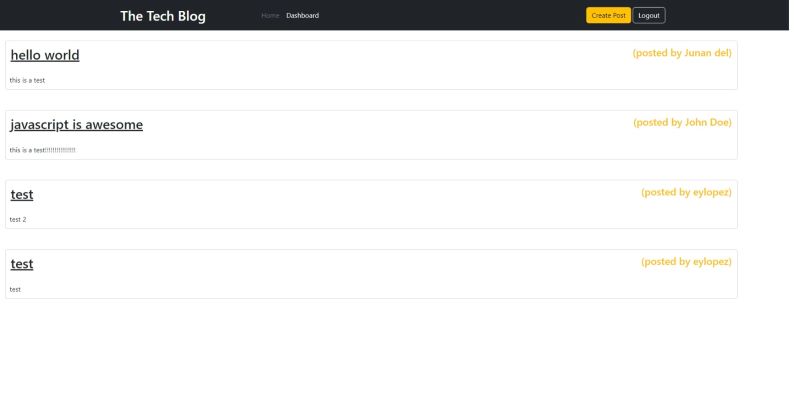 The Tech Blog Home Dashboard Create Post Logout
hello world (posted by Junan del)
this is a test
javascript is awesome (posted by John Doe)
this is a test!!!!!!!!!!!!!!!
test (posted by eylopez)
test 2
test (posted by eylopez)
test